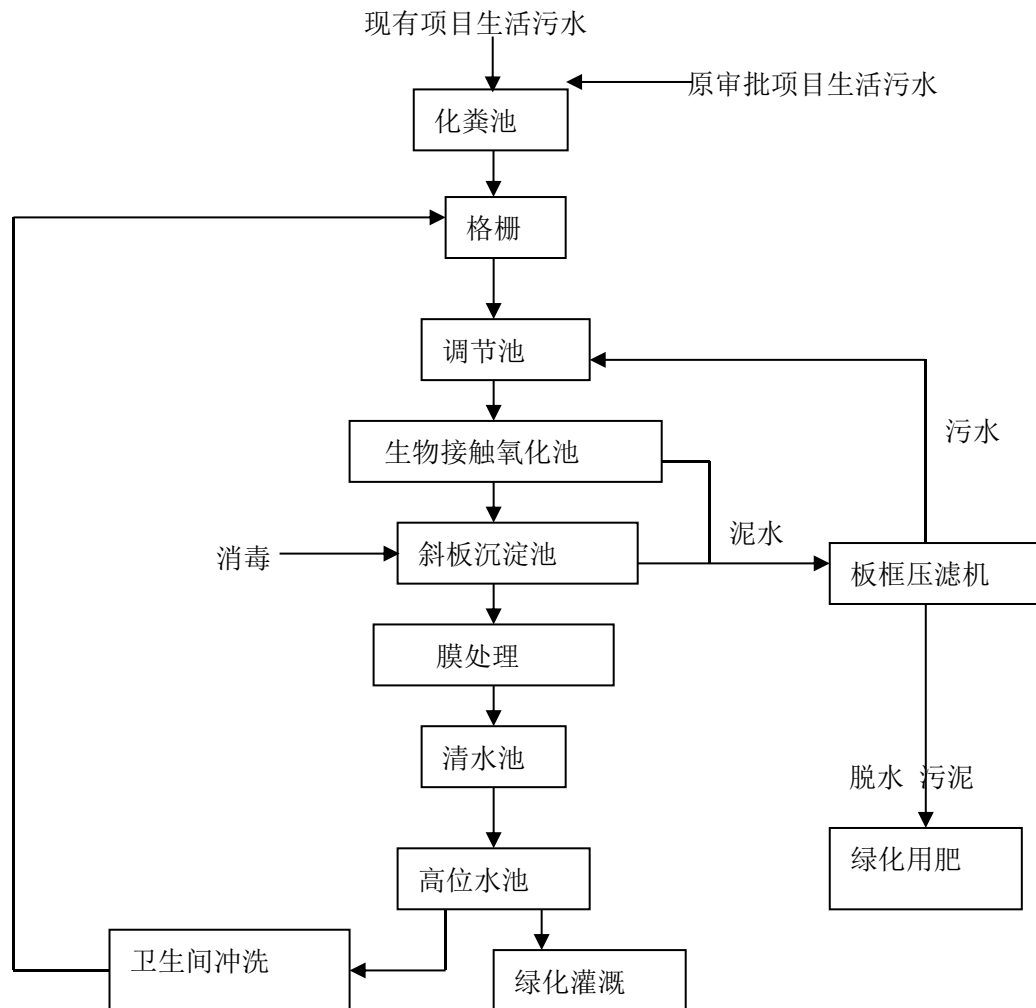 现有项目生活污水
原审批项目生活污水
化粪池
格栅
调节池
污水
生物接触氧化池
泥水
消毒
斜板沉淀池
板框压滤机
膜处理
清水池
脱水 污泥
绿化用肥
高位水池
卫生间冲洗
绿化灌溉